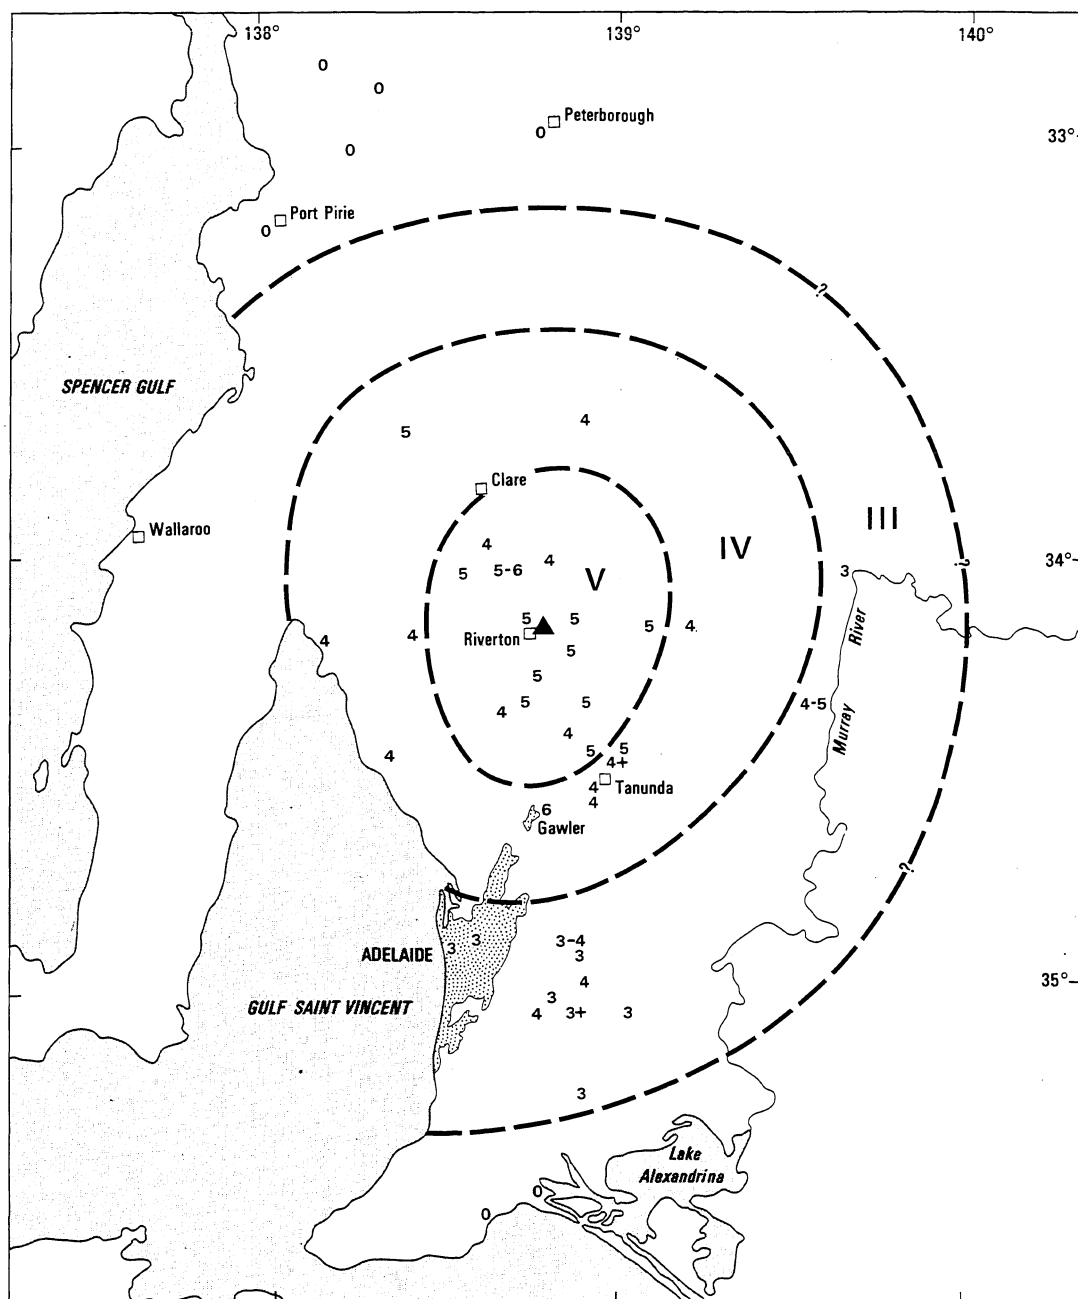 138° 139° 140°
0
0
Peterborough
0
33°
0
Port Pirie
0
?
SPENCER GULF
4
5
Clare
III
Wallaroo
IV
4
4
?
5 5-6
3
V
5 5
4 4 Riverton 5 4
River
5
5
5 5
4-5
4
Murray
4
5 5
4
4+
4 Tanunda
4
6
Gawler
?
34°
3-4
3 3
ADELAIDE 3
4
35°
3
GULF SAINT VINCENT
4 3+ 3
3
Lake
Alexandrina
0
0